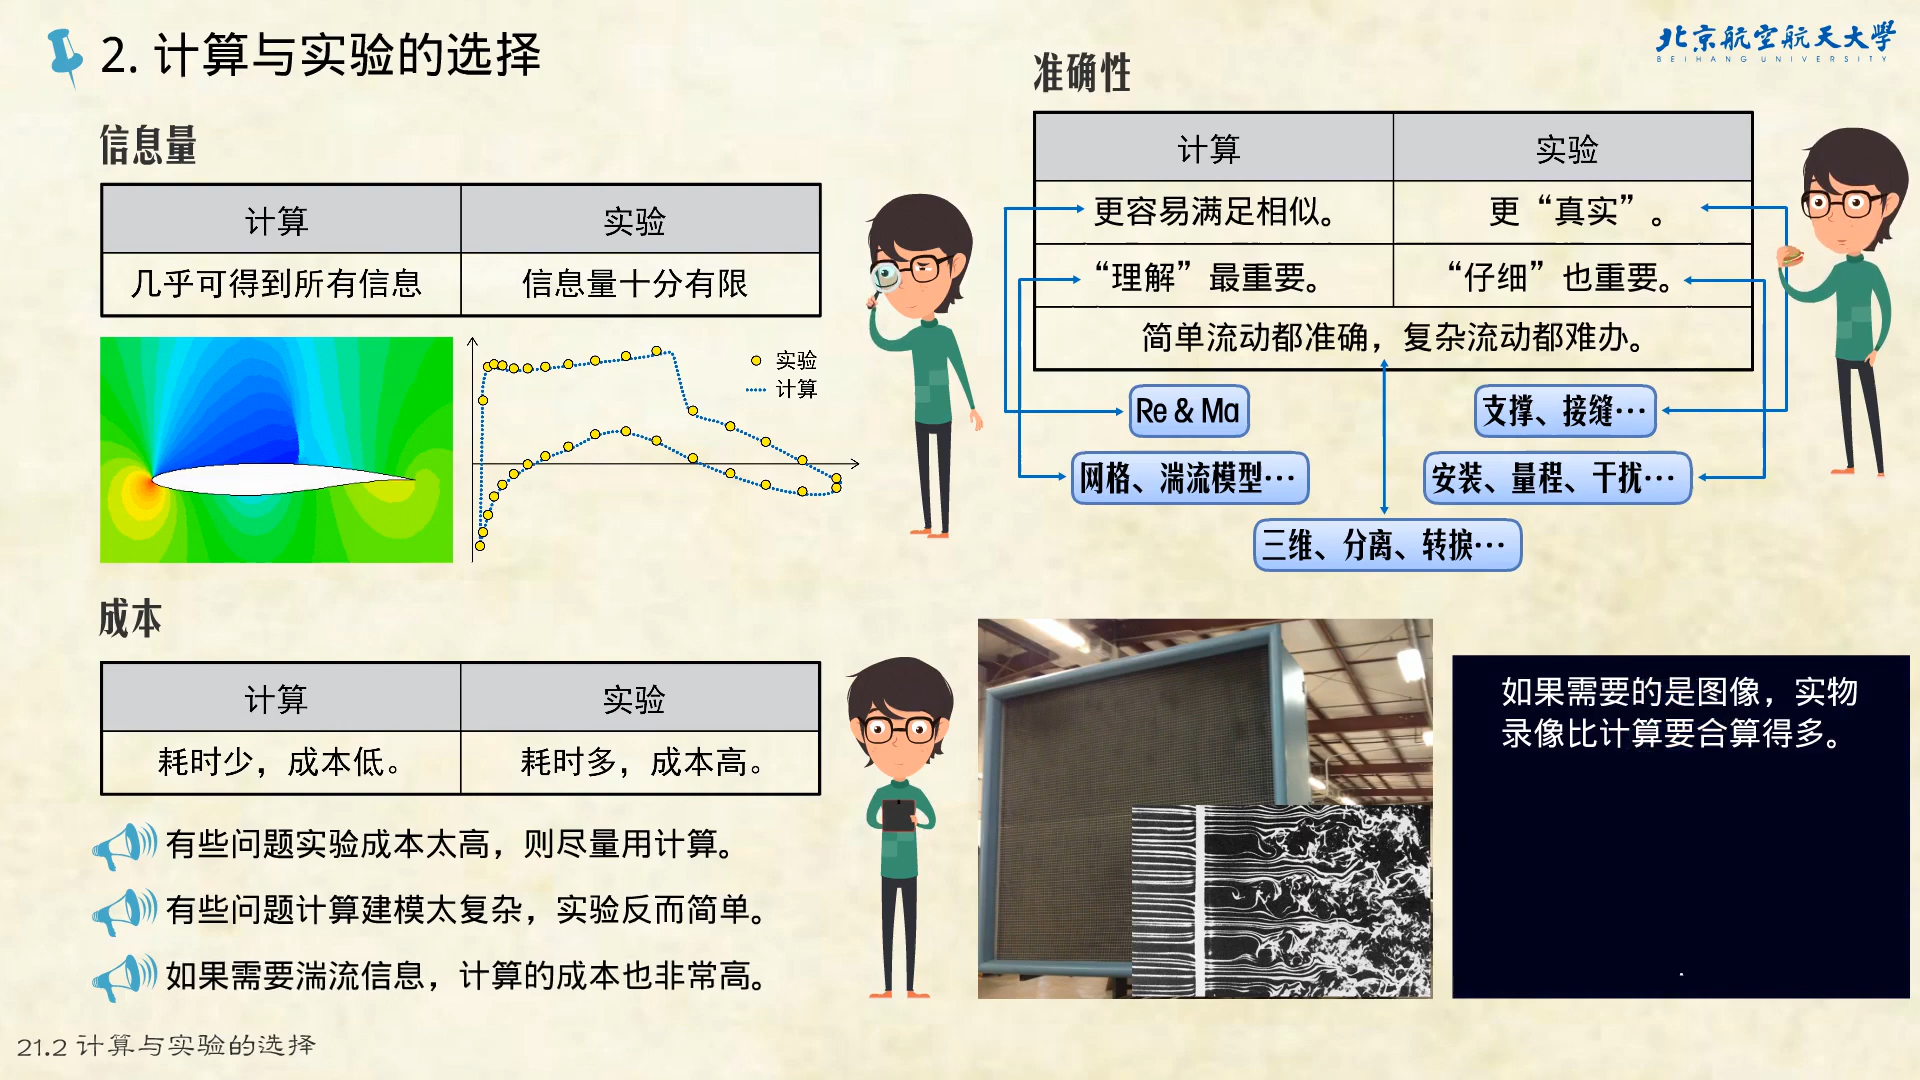 2. 计算与实验的选择
北京航空航天大學
BEIHANG UNIVERSITY
信息量
计算 实验
几乎可得到所有信息 信息量十分有限
实验
计算
成本
计算 实验
耗时少，成本低。 耗时多，成本高。
有些问题实验成本太高，则尽量用计算。
有些问题计算建模太复杂，实验反而简单。
如果需要湍流信息，计算的成本也非常高。
准确性
计算 实验
更容易满足相似。 更“真实”。
“理解”最重要。 “仔细”也重要。
简单流动都准确，复杂流动都难办。
Re & Ma
支撑、接缝…
网格、湍流模型…
安装、量程、干扰…
三维、分离、转捩…
如果需要的是图像，实物
录像比计算要合算得多。
21.2 计算与实验的选择